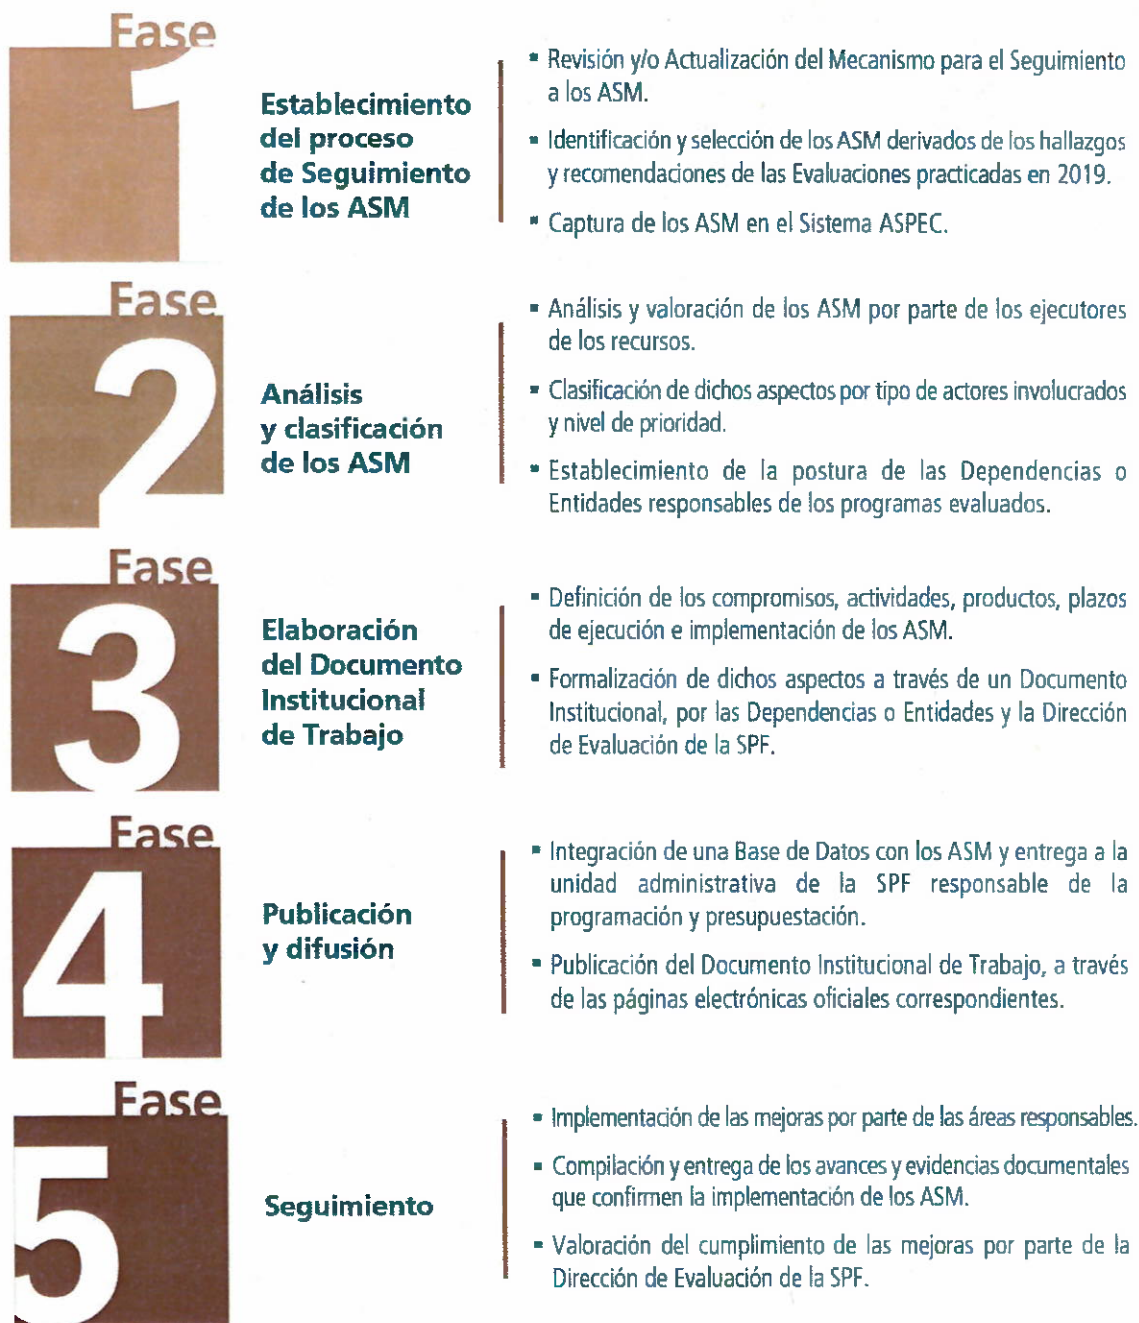 Fase
1
Establecimiento
del proceso
de Seguimiento
de los ASM
▪ Revisión y/o Actualización del Mecanismo para el Seguimiento
a los ASM.
▪ Identificación y selección de los ASM derivados de los hallazgos
y recomendaciones de las Evaluaciones practicadas en 2019.
▪ Captura de los ASM en el Sistema ASPEC.
Fase
2
Análisis
y clasificación
de los ASM
▪ Análisis y valoración de los ASM por parte de los ejecutores
de los recursos.
▪ Clasificación de dichos aspectos por tipo de actores involucrados
y nivel de prioridad.
▪ Establecimiento de la postura de las Dependencias o
Entidades responsables de los programas evaluados.
Fase
3
Elaboración
del Documento
Institucional
de Trabajo
▪ Definición de los compromisos, actividades, productos, plazos
de ejecución e implementación de los ASM.
▪ Formalización de dichos aspectos a través de un Documento
Institucional, por las Dependencias o Entidades y la Dirección
de Evaluación de la SPF.
Fase
4
Publicación
y difusión
▪ Integración de una Base de Datos con los ASM y entrega a la
unidad administrativa de la SPF responsable de la
programación y presupuestación.
▪ Publicación del Documento Institucional de Trabajo, a través
de las páginas electrónicas oficiales correspondientes.
Fase
5
Seguimiento
▪ Implementación de las mejoras por parte de las áreas responsables.
▪ Compilación y entrega de los avances y evidencias documentales
que confirmen la implementación de los ASM.
▪ Valoración del cumplimiento de las mejoras por parte de la
Dirección de Evaluación de la SPF.